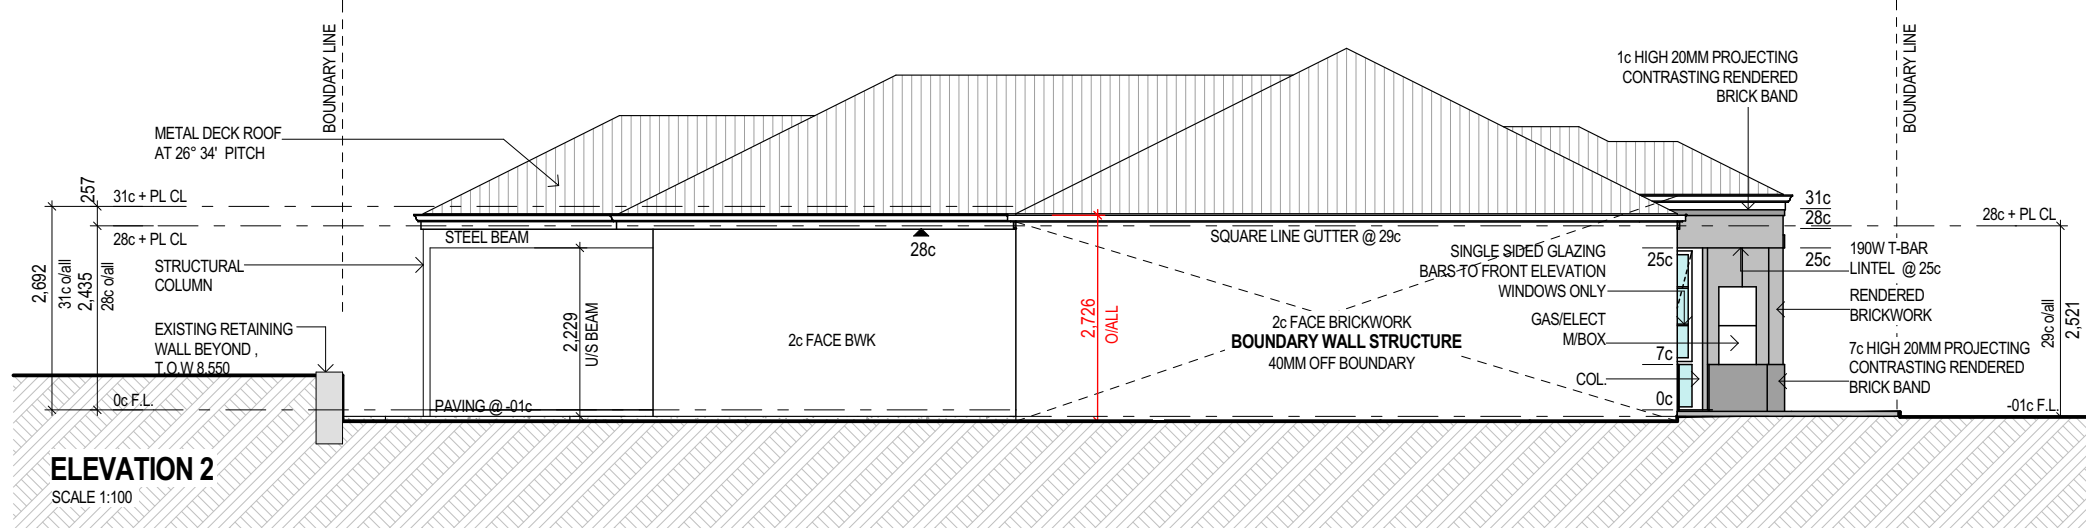 BOUNDARY LINE
METAL DECK ROOF
AT 26° 34' PITCH
257
31c + PL CL
28c + PL CL
2,692
31c o/all
2,435
28c o/all
STRUCTURAL
COLUMN
EXISTING RETAINING
WALL BEYOND ,
T.O.W 8.550
0c F.L.
STEEL BEAM
2,229
U/S BEAM
PAVING @ -01c
28c
2c FACE BWK
2,726
O/ALL
SQUARE LINE GUTTER @ 29c
2c FACE BRICKWORK
BOUNDARY WALL STRUCTURE
40MM OFF BOUNDARY
1c HIGH 20MM PROJECTING
CONTRASTING RENDERED
BRICK BAND
SINGLE SIDED GLAZING
BARS TO FRONT ELEVATION
WINDOWS ONLY
GAS/ELECT
M/BOX
COL.
25c
7c
0c
31c
28c
25c
BOUNDARY LINE
28c + PL CL
190W T-BAR
LINTEL @ 25c
RENDERED
BRICKWORK
7c HIGH 20MM PROJECTING
CONTRASTING RENDERED
BRICK BAND
29c o/all
2,521
-01c F.L.
ELEVATION 2
SCALE 1:100